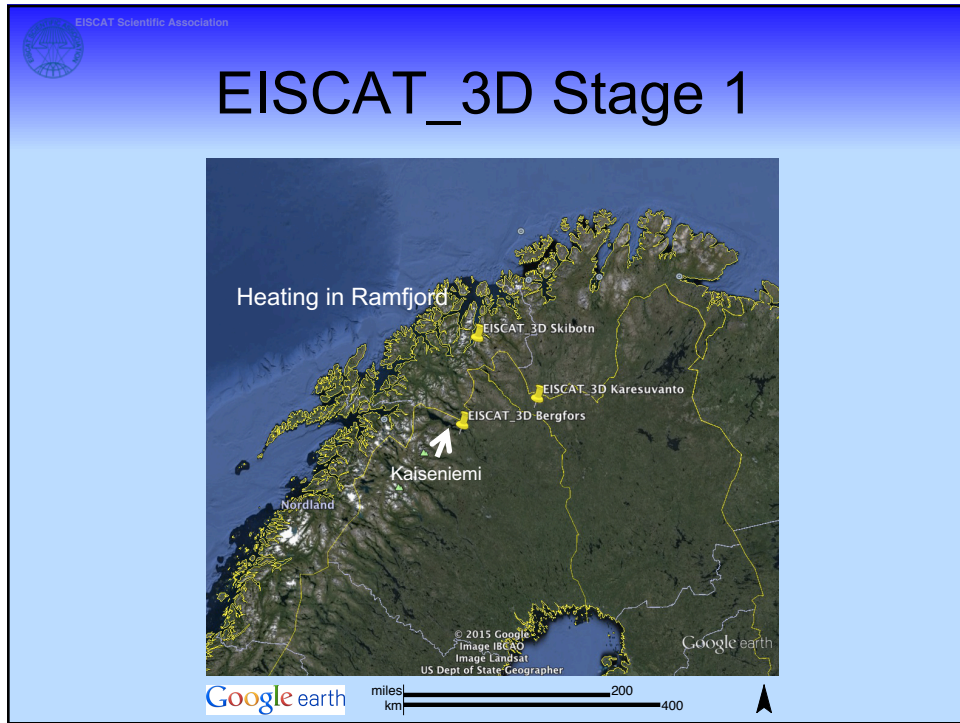 EISCAT Scientific Association
EISCAT_3D Stage 1
Heating in Ramfjord
EISCAT_3D Skibotn
EISCAT_3D Karesuvanto
EISCAT_3D Bergfors
Kaiseniemi
Nordland
© 2015 Google
Image IBCAO
Image Landsat
US Dept of State Geographer
Google earth
Google earth
miles 200
km 400